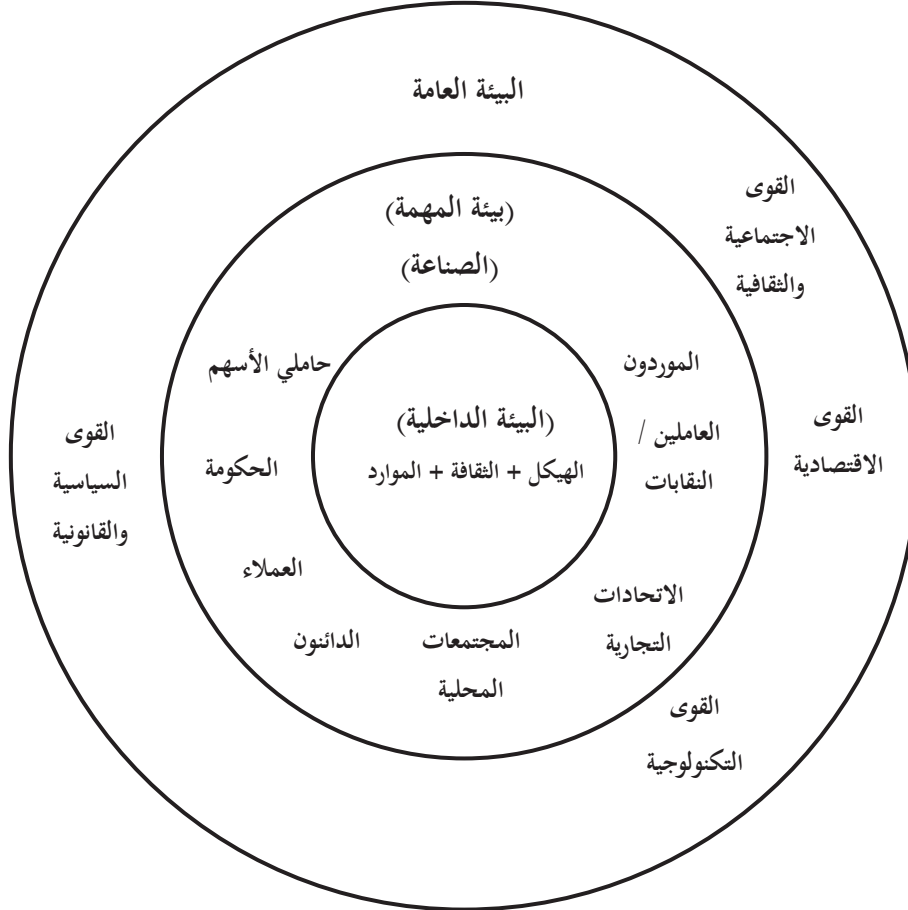 البيئة العامة
القوى
الاجتماعية
والثقافية
(بيئة المهمة)
(الصناعة)
الموردون
حاملي الأسهم
القوى
الاقتصادية
العاملين /
النقابات
(البيئة الداخلية)
الهيكل + الثقافة + الموارد
الحكومة
القوى
السياسية
والقانونية
العملاء
الاتحادات
التجارية
المجتمعات
المحلية
الدائنون
القوى
التكنولوجية